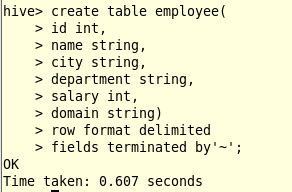 hive> create table employee(
    > id int,
    > name string,
    > city string,
    > department string,
    > salary int,
    > domain string)
    > row format delimited
    > fields terminated by'~';
OK
Time taken: 0.607 seconds